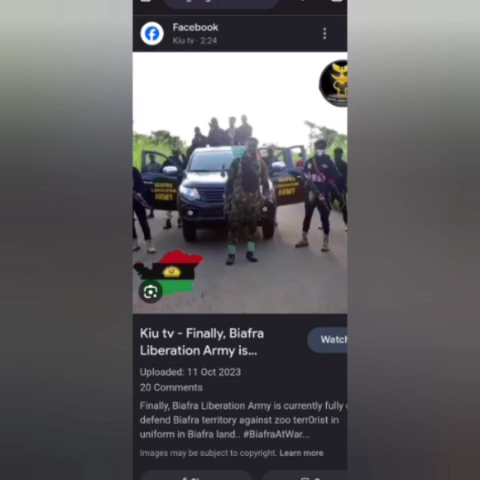 Facebook
Kiu tv - 2:24
BIAFRA
LIBERATION
ARMY
ARMY
Kiu tv - Finally, Biafra
Liberation Army is...
Watch
Uploaded: 11 Oct 2023
20 Comments
Finally, Biafra Liberation Army is currently fully
defend Biafra territory against zoo terr0rist in
uniform in Biafra land.. #BiafraAtWar...
Images may be subject to copyright. Learn more